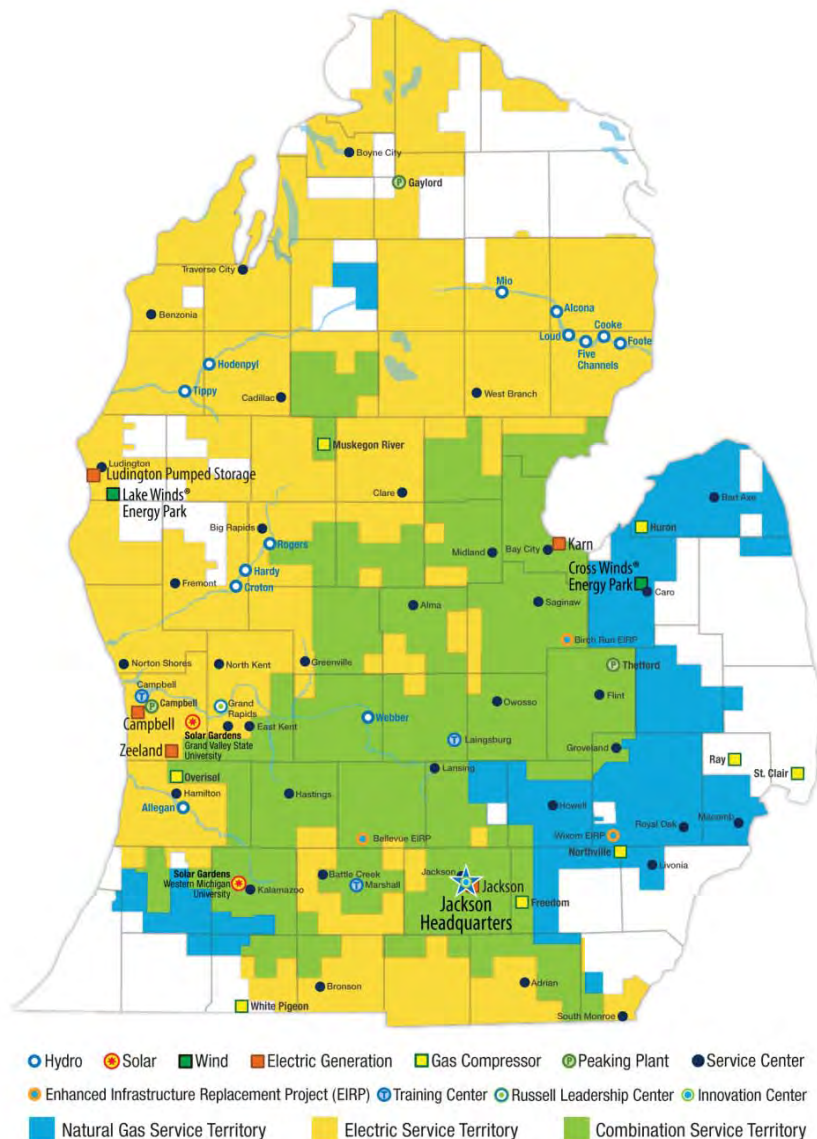 Boyne City
Gaylord
Traverse City
Mio
Benzonia
Alcona
Cooke
Loud
Foote
Five
Channels
Hodenpyl
Tippy
Cadillac
West Branch
Muskegon River
Ludington
Ludington Pumped Storage
Lake Winds®
Energy Park
Clare
Bad Axe
Big Rapids
Huron
Rogers
Karn
Midland
Bay City
Cross Winds®
Energy Park
Hardy
Fremont
Croton
Caro
Alma
Saginaw
Birch Run EIRP
Norton Shores
North Kent
Greenville
Thetford
Campbell
Campbell
Grand
Rapids
Owosso
Flint
Campbell
Webber
Solar Gardens
Grand Valley State
University
East Kent
Laingsburg
Zeeland
Groveland
Ray
Lansing
St. Clair
Overisel
Hamilton
Hastings
Howell
Allegan
Macomb
Royal Oak
Bellevue EIRP
Wixom EIRP
Northville
Livonia
Solar Gardens
Western Michigan
University
Kalamazoo
Battle Creek
Marshall
Jackson
Jackson
Jackson
Headquarters
Freedom
Bronson
Adrian
White Pigeon
South Monroe
Hydro Solar Wind Electric Generation Gas Compressor P Peaking Plant Service Center
Enhanced Infrastructure Replacement Project (EIRP) T Training Center Russell Leadership Center Innovation Center
Natural Gas Service Territory Electric Service Territory Combination Service Territory